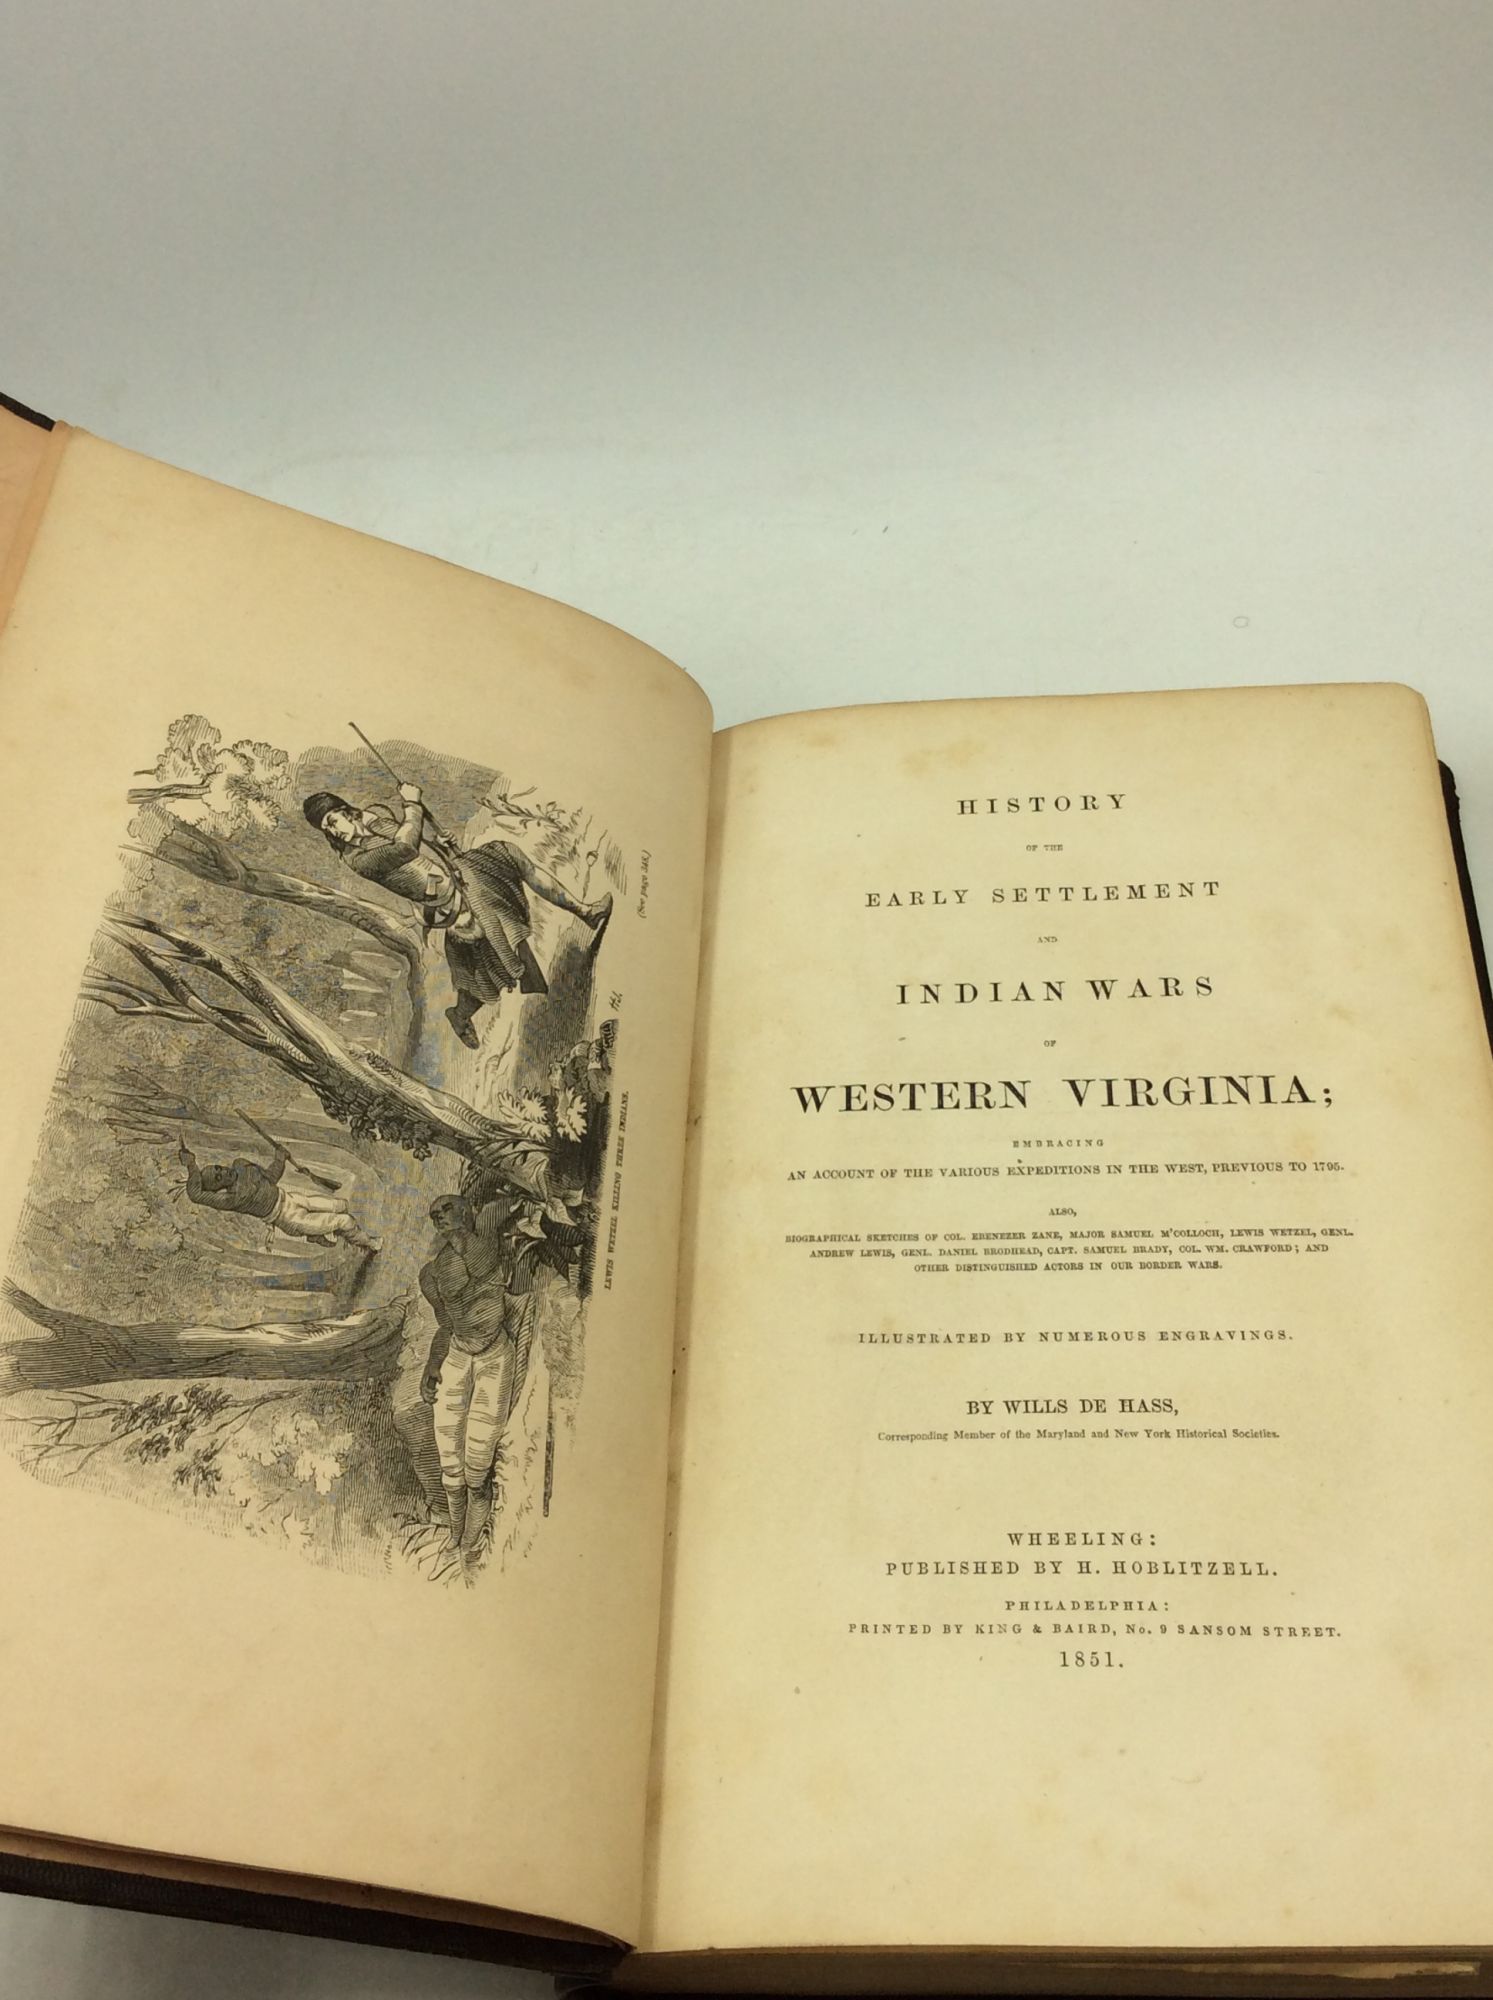 (See page 348.)
LEWIS WETZEL KILLING THREE INDIANS.
HISTORY
OF THE
EARLY SETTLEMENT
AND
INDIAN WARS
OF
WESTERN VIRGINIA;
EMBRACING
AN ACCOUNT OF THE VARIOUS EXPEDITIONS IN THE WEST, PREVIOUS TO 1795.
ALSO,
BIOGRAPHICAL SKETCHES OF COL. EBENEZER ZANE, MAJOR SAMUEL M'COLLOCH, LEWIS WETZEL, GENL.
ANDREW LEWIS, GENL. DANIEL BRODHEAD, CAPT. SAMUEL BRADY, COL. WM. CRAWFORD; AND
OTHER DISTINGUISHED ACTORS IN OUR BORDER WARS.
ILLUSTRATED BY NUMEROUS ENGRAVINGS.
BY WILLS DE HASS,
Corresponding Member of the Maryland and New York Historical Societies.
WHEELING:
PUBLISHED BY H. HOBLITZELL.
PHILADELPHIA:
PRINTED BY KING & BAIRD, No. 9 SANSOM STREET.
1851.